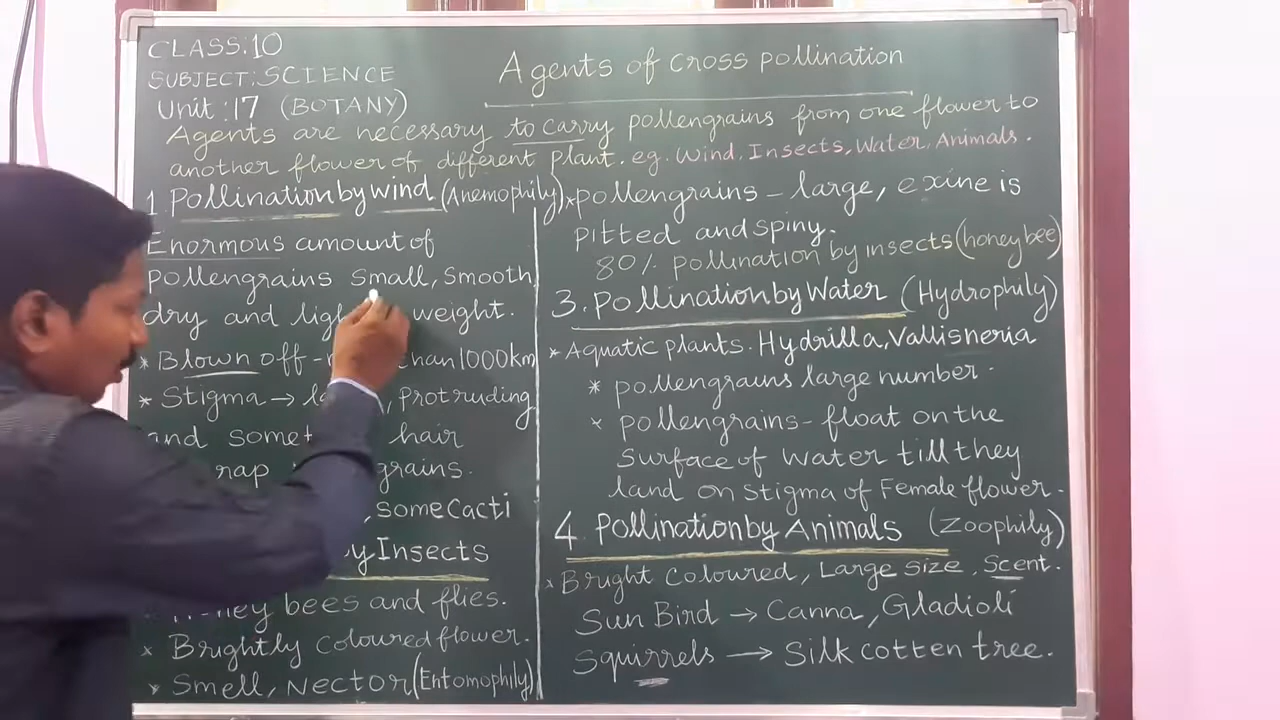 CLASS:10
SUBJECT:SCIENCE
Unit:17 (BOTANY)
Agents of cross pollination
Agents are necessary to carry pollengrains from one flower to
another flower of different plant. eg. Wind, Insects, Water, Animals.
1. Pollination by wind (Anemophily)
Enormous amount of
pollengrains small, smooth,
dry and weight.
* Blown off - than 1000km
* Stigma → , Protruding
and hair
grains.
, some Cacti
by Insects
bees and flies.
× Brightly coloured flower.
* Smell, Nector (Entomophily)
* pollengrains - large, exine is
pitted and spiny.
80% pollination by insects (honey bee)
3. Pollination by Water (Hydrophily)
* Aquatic plants. Hydrilla, Vallisneria
* pollengrains large number.
× pollengrains - float on the
surface of water till they
land on stigma of Female flower.
4. Pollination by Animals (Zoophily)
× Bright coloured, Large size, Scent.
Sun Bird → Canna, Gladioli
Squirrels → Silk cotten tree.